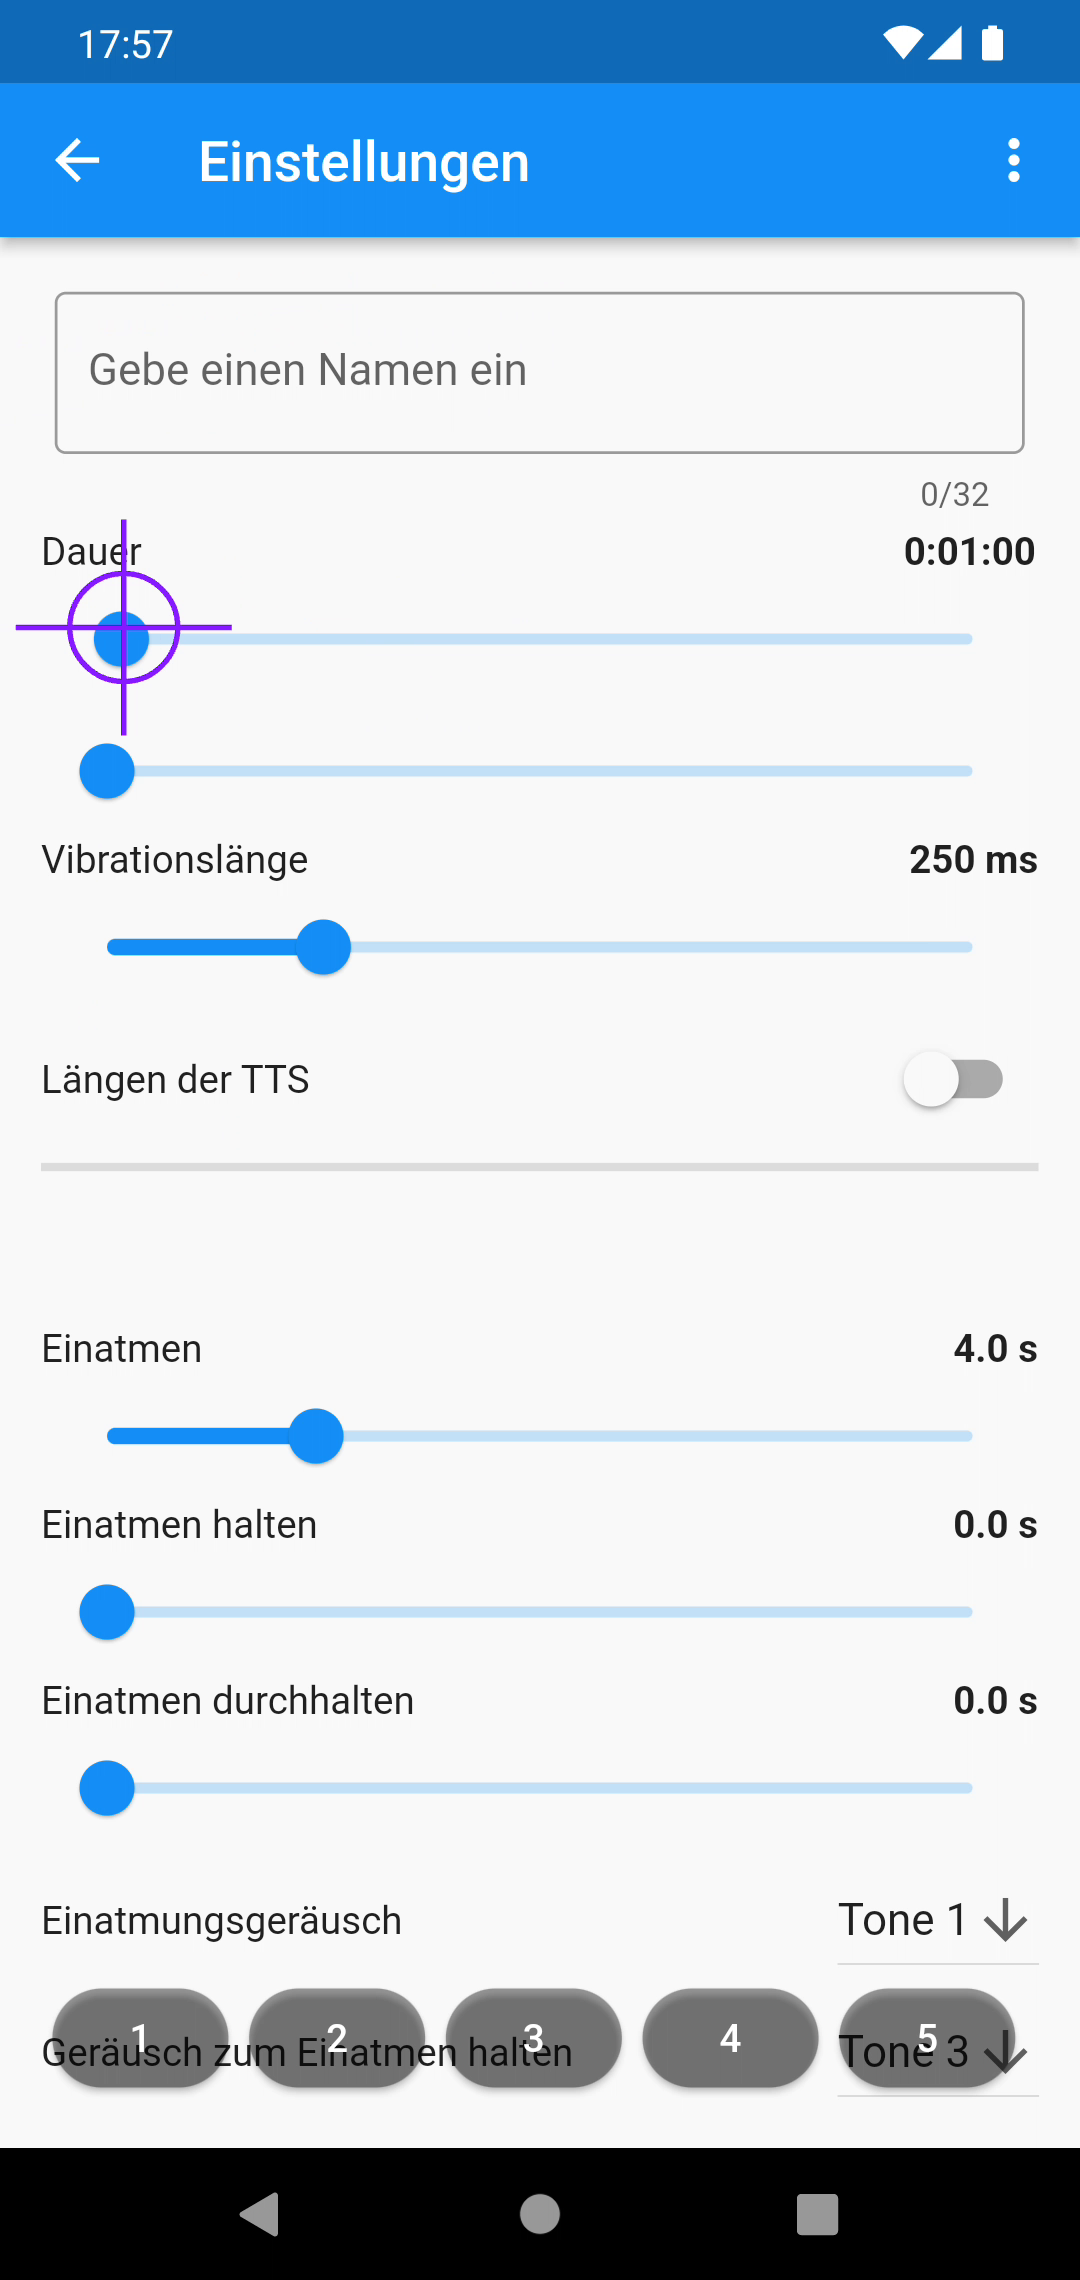 17:57
Einstellungen
Gebe einen Namen ein
0/32
Dauer 0:01:00
Vibrationslänge 250 ms
Längen der TTS
Einatmen 4.0 s
Einatmen halten 0.0 s
Einatmen durchhalten 0.0 s
Einatmungsgeräusch Tone 1
1 2 3 4 5
Geräusch zum Einatmen halten Tone 3